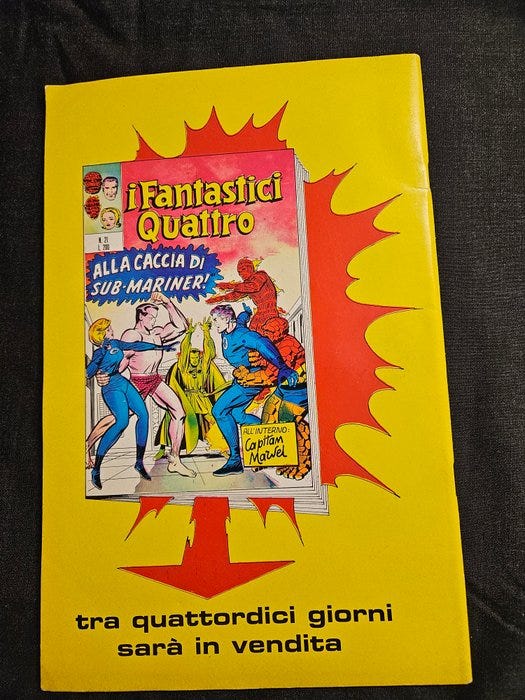 i Fantastici
Quattro
N. 21
L. 200
ALLA CACCIA DI
SUB-MARINER!
ALL'INTERNO:
Capitan
Marvel
tra quattordici giorni
sarà in vendita